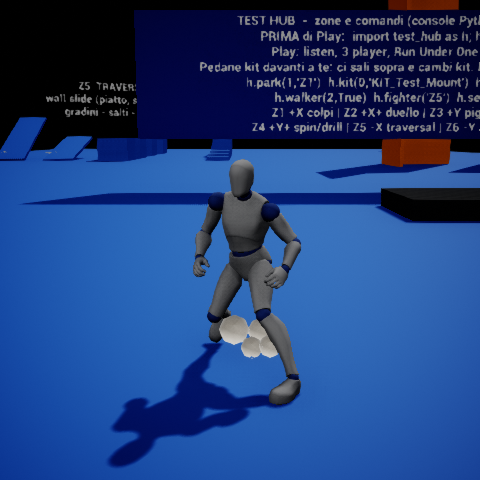 TEST HUB - zone e comandi (console Pyth
PRIMA di Play: import test_hub as h; h
Play: listen, 3 player, Run Under One
Pedane kit davanti a te: ci sali sopra e cambi kit.
h.park(1,'Z1') h.kit(0,'KIT_Test_Mount')
h.walker(2,True) h.fighter('Z5') h.se
Z1 +X colpi | Z2 +X+ duello | Z3 +Y pig
Z4 +Y+ spin/drill | Z5 -X traversal | Z6 -Y
Z5 TRAVERS
wall slide (piatto, s
gradini - salti -